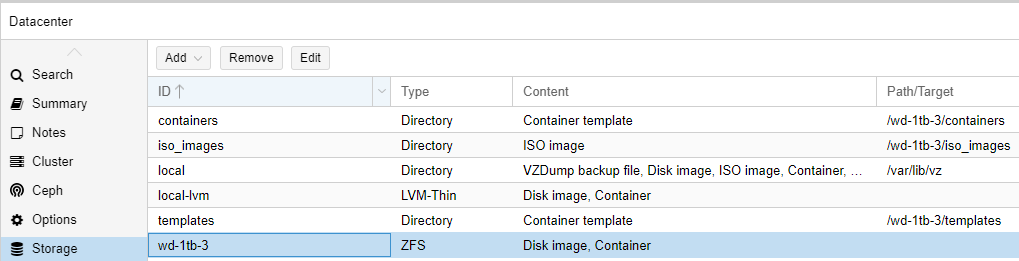 Datacenter
Search
Summary
Notes
Cluster
Ceph
Options
Storage
Add Remove Edit
ID Type Content Path/Target
containers Directory Container template /wd-1tb-3/containers
iso_images Directory ISO image /wd-1tb-3/iso_images
local Directory VZDump backup file, Disk image, ISO image, Container, ... /var/lib/vz
local-lvm LVM-Thin Disk image, Container
templates Directory Container template /wd-1tb-3/templates
wd-1tb-3 ZFS Disk image, Container